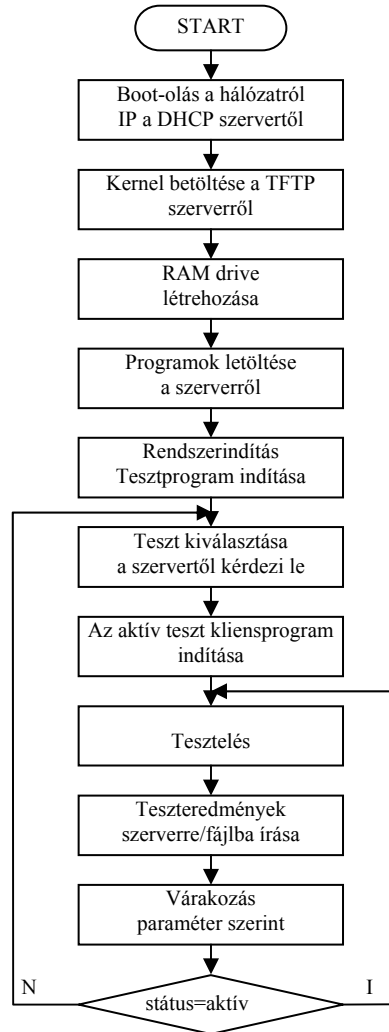 START
Boot-olás a hálózatról
IP a DHCP szervertől
Kernel betöltése a TFTP
szerverről
RAM drive
létrehozása
Programok letöltése
a szerverről
Rendszerindítás
Tesztprogram indítása
Teszt kiválasztása
a szervertől kérdezi le
Az aktív teszt kliensprogram
indítása
Tesztelés
Teszteredmények
szerverre/fájlba írása
Várakozás
paraméter szerint
N
I
státus=aktív